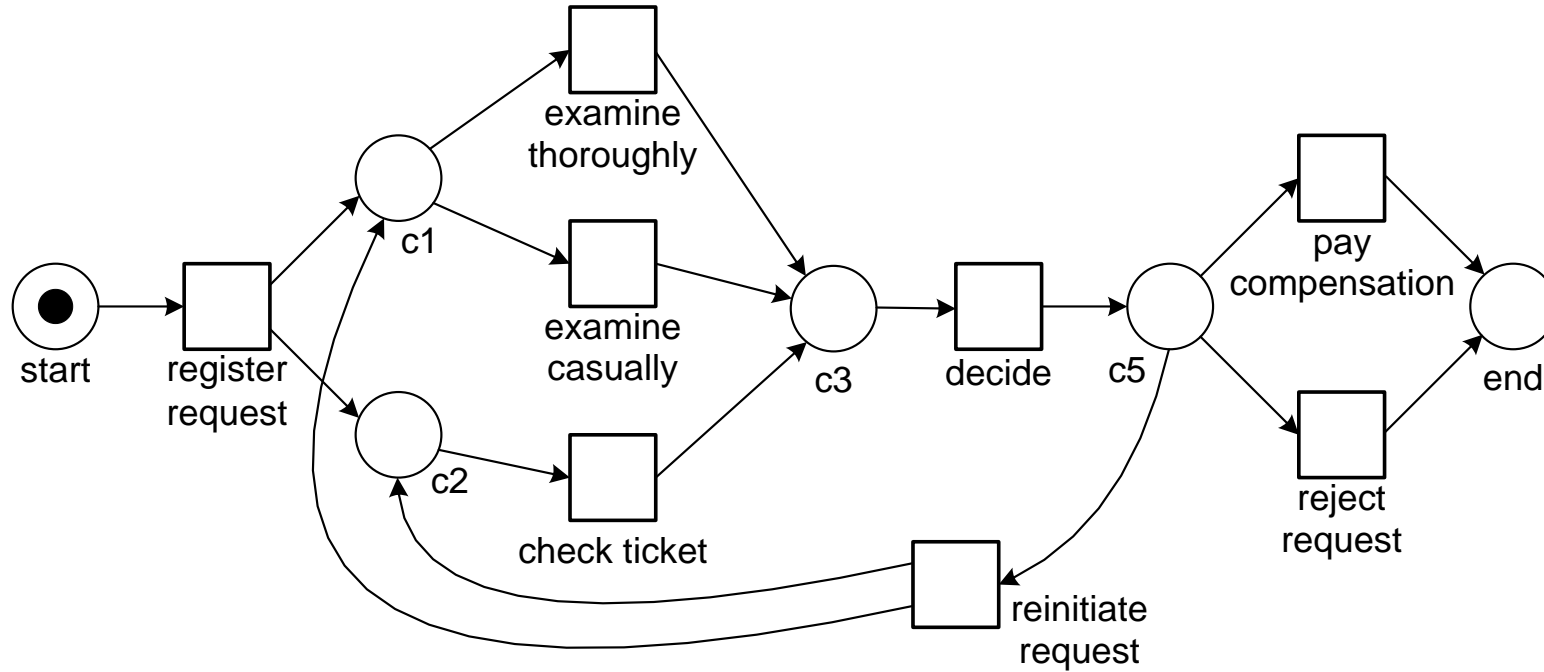 start
register
request
c1
c2
examine
thoroughly
examine
casually
check ticket
c3
decide
c5
pay
compensation
reject
request
end
reinitiate
request